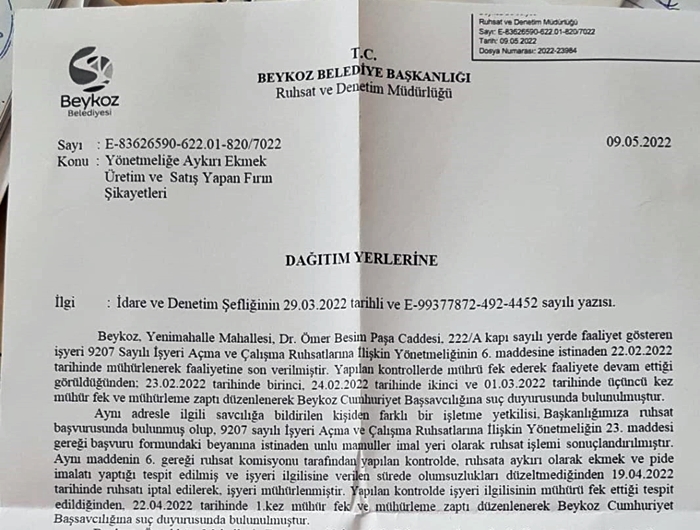 Ruhsat ve Denetim Müdürlüğü
Sayı: E-83626590-622.01-820/7022
Tarih: 09.05.2022
Dosya Numarası: 2022-23984
Beykoz
Belediyesi
T.C.
BEYKOZ BELEDİYE BAŞKANLIĞI
Ruhsat ve Denetim Müdürlüğü
Sayı : E-83626590-622.01-820/7022
09.05.2022
Konu : Yönetmeliğe Aykırı Ekmek
Üretim ve Satış Yapan Fırın
Şikayetleri
DAĞITIM YERLERİNE
İlgi : İdare ve Denetim Şefliğinin 29.03.2022 tarihli ve E-99377872-492-4452 sayılı yazısı.
Beykoz, Yenimahalle Mahallesi, Dr. Ömer Besim Paşa Caddesi, 222/A kapı sayılı yerde faaliyet gösteren
işyeri 9207 Sayılı İşyeri Açma ve Çalışma Ruhsatlarına İlişkin Yönetmeliğinin 6. maddesine istinaden 22.02.2022
tarihinde mühürlenerek faaliyetine son verilmiştir. Yapılan kontrollerde mührü fek ederek faaliyete devam ettiği
görüldüğünden; 23.02.2022 tarihinde birinci, 24.02.2022 tarihinde ikinci ve 01.03.2022 tarihinde üçüncü kez
mühür fek ve mühürleme zaptı düzenlenerek Beykoz Cumhuriyet Başsavcılığına suç duyurusunda bulunulmuştur.
Aynı adresle ilgili savcılığa bildirilen kişiden farklı bir işletme yetkilisi, Başkanlığımıza ruhsat
başvurusunda bulunmuş olup, 9207 sayılı İşyeri Açma ve Çalışma Ruhsatlarına İlişkin Yönetmeliğin 23. maddesi
gereği başvuru formundaki beyanına istinaden unlu mamuller imal yeri olarak ruhsat işlemi sonuçlandırılmıştır.
Aynı maddenin 6. gereği ruhsat komisyonu tarafından yapılan kontrolde, ruhsata aykırı olarak ekmek ve pide
imalatı yaptığı tespit edilmiş ve işyeri ilgilisine verilen sürede olumsuzlukları düzeltmediğinden 19.04.2022
tarihinde ruhsatı iptal edilerek, işyeri mühürlenmiştir. Yapılan kontrolde işyeri ilgilisinin mühürü fek ettiği tespit
edildiğinden, 22.04.2022 tarihinde 1.kez mühür fek ve mühürleme zaptı düzenlenerek Beykoz Cumhuriyet
Başsavcılığına suç duyurusunda bulunulmuştur.